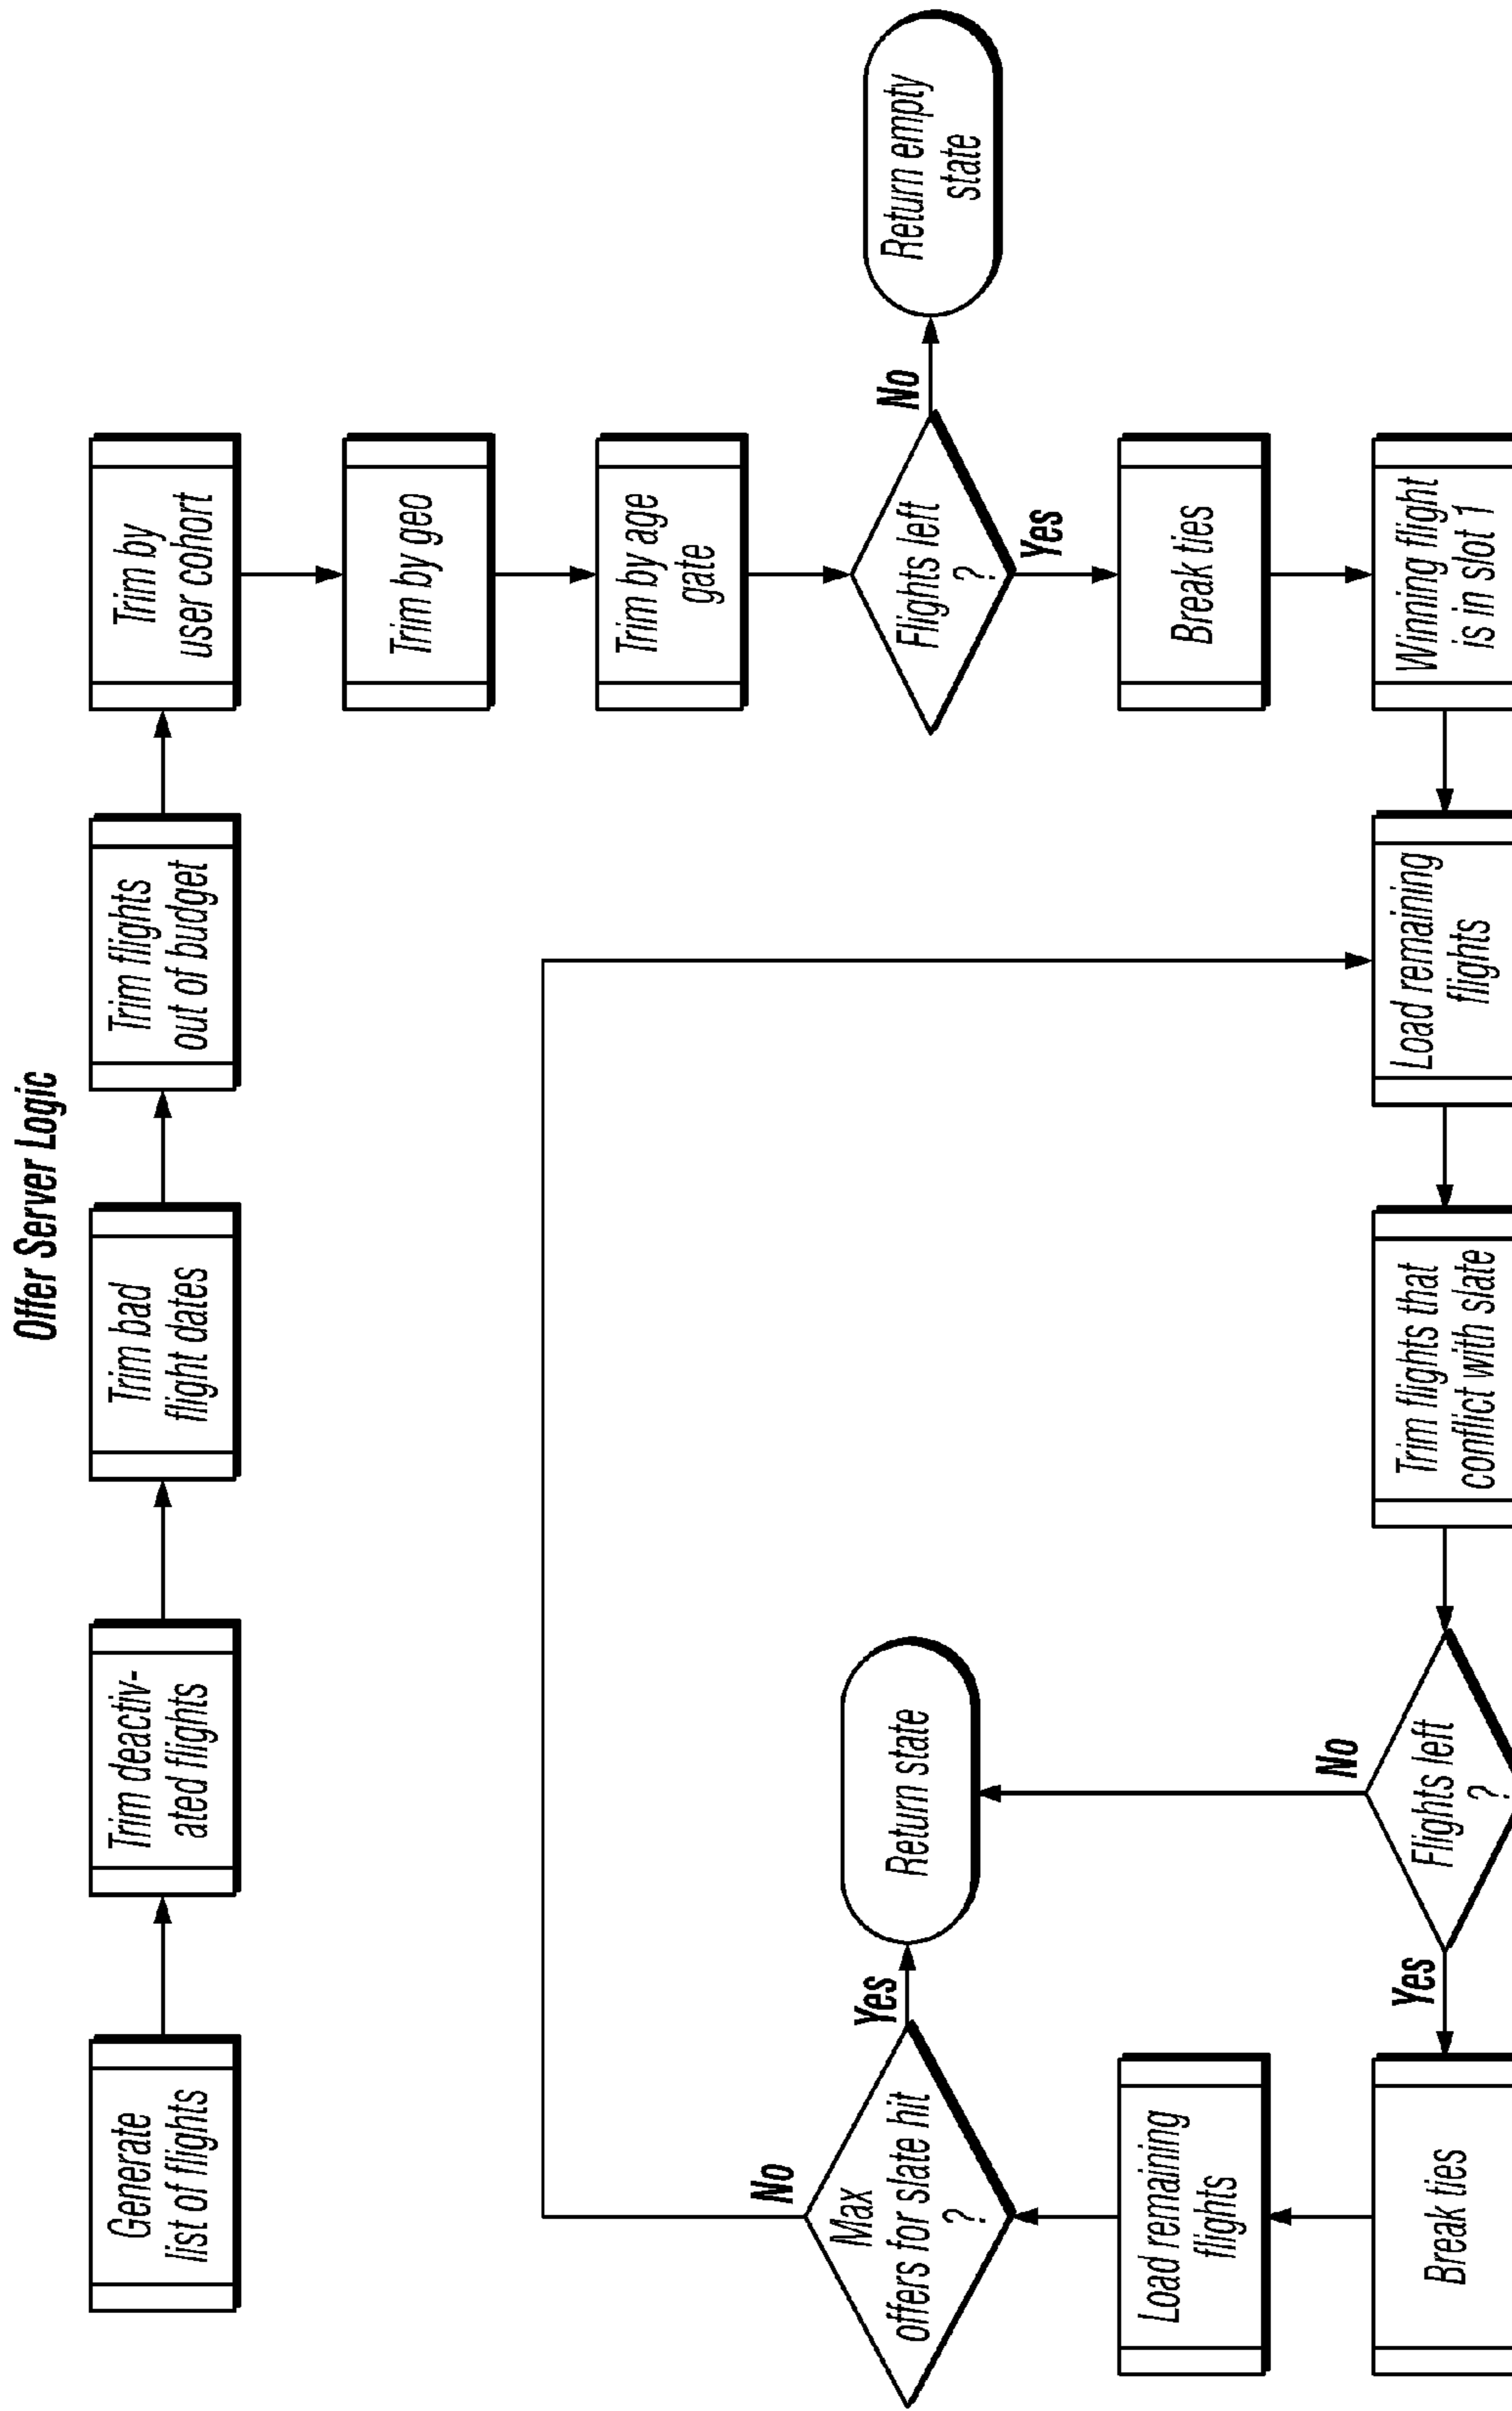 Offer Server Logic
Generate
list of flights
Trim deactiv-
ated flights
Trim bad
flight dates
Trim flights
out of budget
Trim by
user cohort
Trim by geo
Trim by age
gate
Flights left
?
No
Return empty
state
Yes
Break ties
Winning flight
is in slot 1
Load remaining
flights
Trim flights that
conflict with slate
Flights left
?
No
Return state
Yes
Break ties
Load remaining
flights
Max
offers for slate hit
?
Yes
No